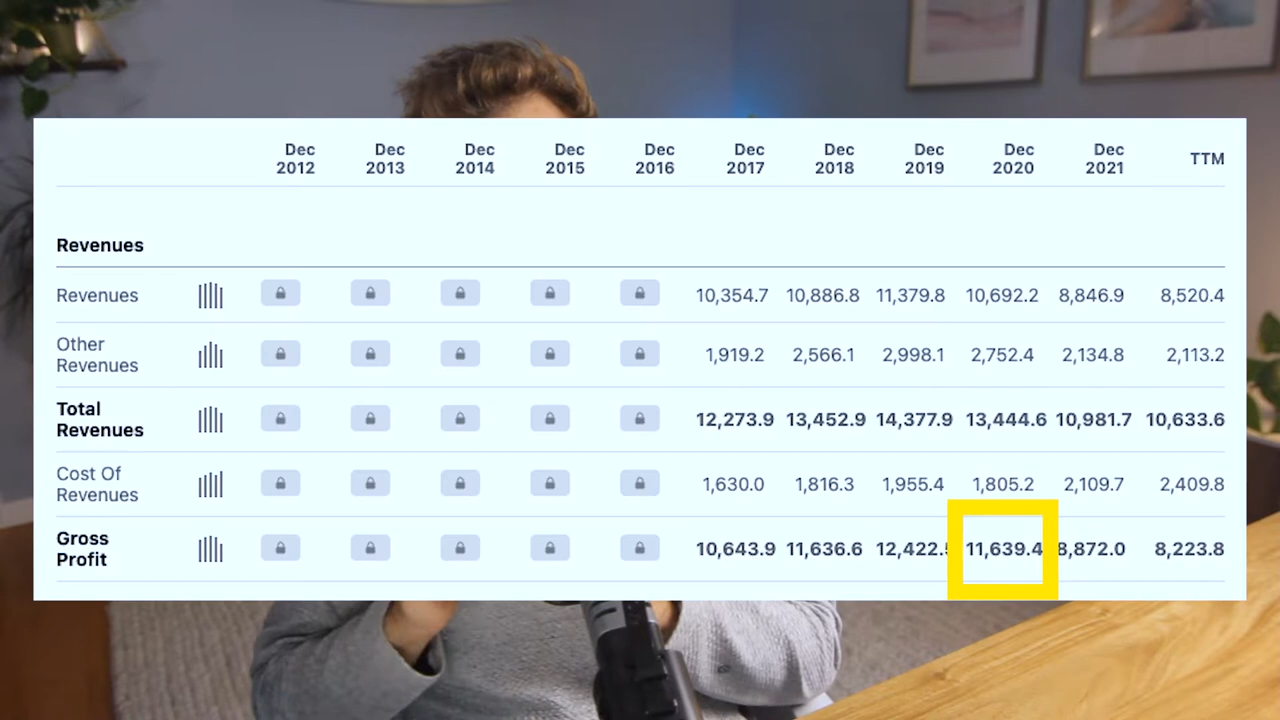 Dec Dec Dec Dec Dec Dec Dec Dec Dec Dec TTM
2012 2013 2014 2015 2016 2017 2018 2019 2020 2021
Revenues
Revenues 10,354.7 10,886.8 11,379.8 10,692.2 8,846.9 8,520.4
Other
Revenues 1,919.2 2,566.1 2,998.1 2,752.4 2,134.8 2,113.2
Total
Revenues 12,273.9 13,452.9 14,377.9 13,444.6 10,981.7 10,633.6
Cost Of
Revenues 1,630.0 1,816.3 1,955.4 1,805.2 2,109.7 2,409.8
Gross
Profit 10,643.9 11,636.6 11,639.4 8,872.0 8,223.8